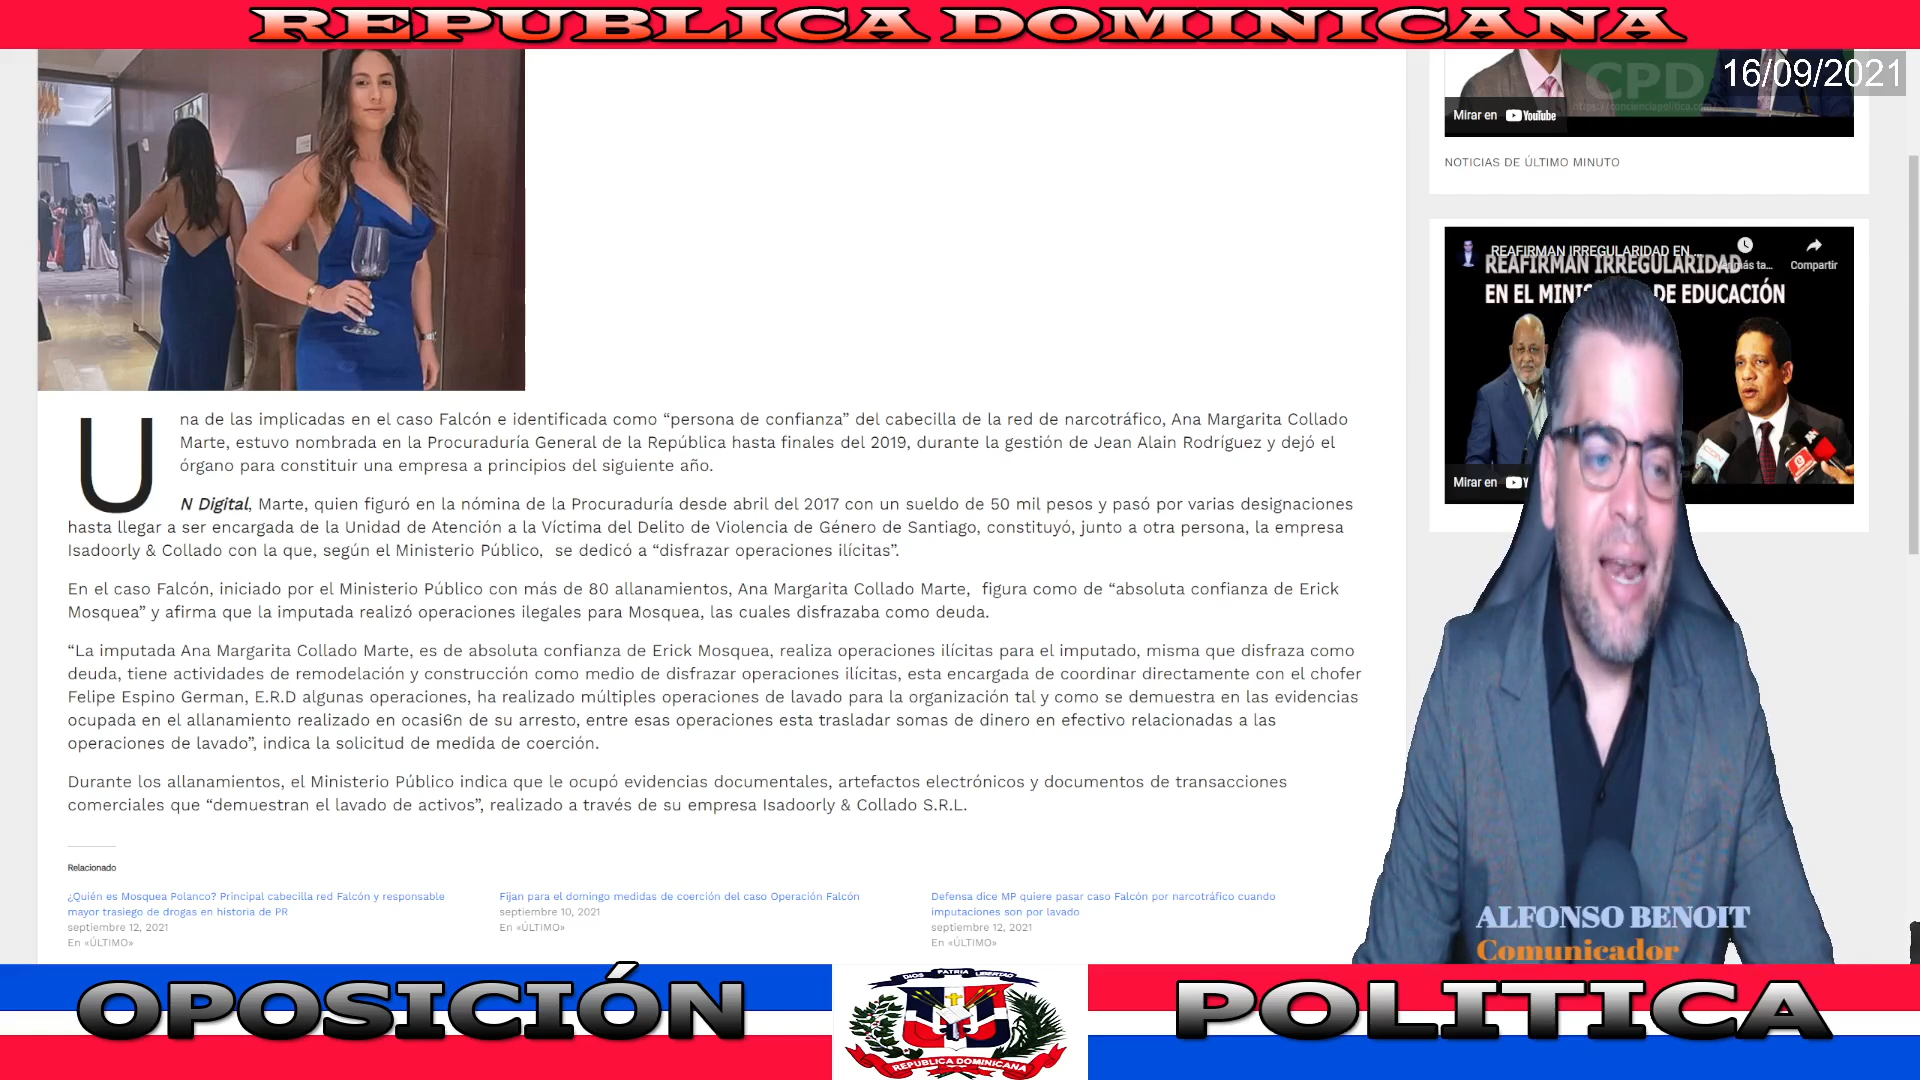 REPUBLICA DOMINICANA
16/09/2021
CPD
Mirar en YouTube
NOTICIAS DE ÚLTIMO MINUTO
REAFIRMAN IRREGULARIDAD EN ...
Compartir
REAFIRMAN IRREGULARIDAD
EN EL MINIS DE EDUCACIÓN
Mirar en
Una de las implicadas en el caso Falcón e identificada como “persona de confianza” del cabecilla de la red de narcotráfico, Ana Margarita Collado
Marte, estuvo nombrada en la Procuraduría General de la República hasta finales del 2019, durante la gestión de Jean Alain Rodríguez y dejó el
órgano para constituir una empresa a principios del siguiente año.
N Digital, Marte, quien figuró en la nómina de la Procuraduría desde abril del 2017 con un sueldo de 50 mil pesos y pasó por varias designaciones
hasta llegar a ser encargada de la Unidad de Atención a la Víctima del Delito de Violencia de Género de Santiago, constituyó, junto a otra persona, la empresa
Isadoorly & Collado con la que, según el Ministerio Público, se dedicó a “disfrazar operaciones ilícitas”.
En el caso Falcón, iniciado por el Ministerio Público con más de 80 allanamientos, Ana Margarita Collado Marte, figura como de “absoluta confianza de Erick
Mosquea” y afirma que la imputada realizó operaciones ilegales para Mosquea, las cuales disfrazaba como deuda.
“La imputada Ana Margarita Collado Marte, es de absoluta confianza de Erick Mosquea, realiza operaciones ilícitas para el imputado, misma que disfraza como
deuda, tiene actividades de remodelación y construcción como medio de disfrazar operaciones ilícitas, esta encargada de coordinar directamente con el chofer
Felipe Espino German, E.R.D algunas operaciones, ha realizado múltiples operaciones de lavado para la organización tal y como se demuestra en las evidencias
ocupada en el allanamiento realizado en ocasi6n de su arresto, entre esas operaciones esta trasladar somas de dinero en efectivo relacionadas a las
operaciones de lavado”, indica la solicitud de medida de coerción.
Durante los allanamientos, el Ministerio Público indica que le ocupó evidencias documentales, artefactos electrónicos y documentos de transacciones
comerciales que “demuestran el lavado de activos”, realizado a través de su empresa Isadoorly & Collado S.R.L.
Relacionado
¿Quién es Mosquea Polanco? Principal cabecilla red Falcón y responsable
mayor trasiego de drogas en historia de PR
septiembre 12, 2021
En «ÚLTIMO»
Fijan para el domingo medidas de coerción del caso Operación Falcón
septiembre 10, 2021
En «ÚLTIMO»
Defensa dice MP quiere pasar caso Falcón por narcotráfico cuando
imputaciones son por lavado
septiembre 12, 2021
En «ÚLTIMO»
ALFONSO BENOIT
Comunicador
OPOSICIÓN
DIOS PATRIA LIBERTAD
REPUBLICA DOMINICANA
POLITICA